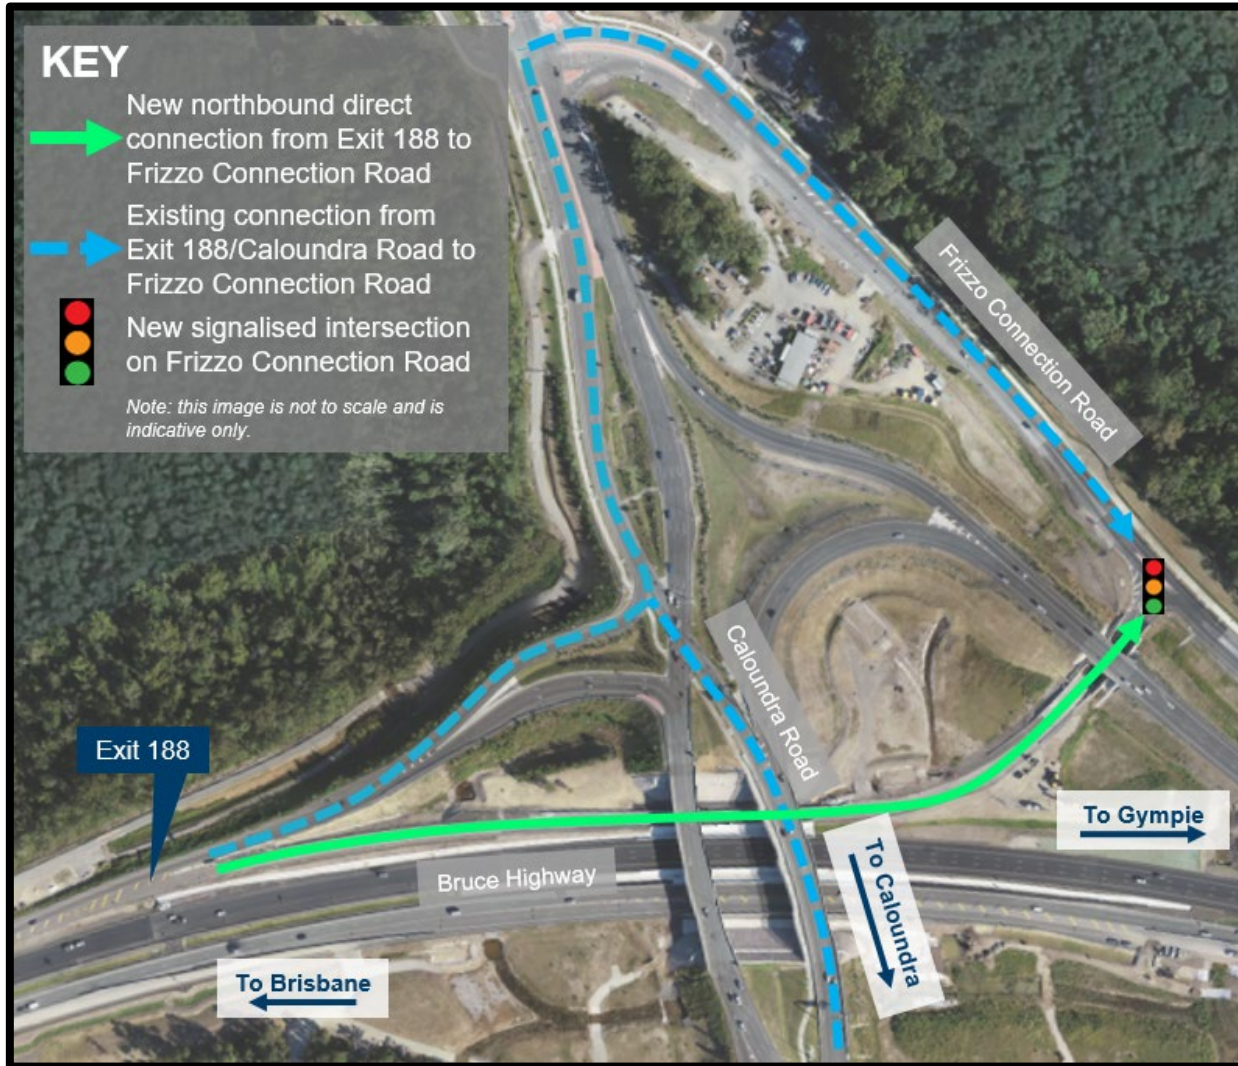 KEY
New northbound direct
connection from Exit 188 to
Frizzo Connection Road
Existing connection from
Exit 188/Caloundra Road to
Frizzo Connection Road
New signalised intersection
on Frizzo Connection Road
Note: this image is not to scale and is
indicative only.
Frizzo Connection Road
Caloundra Road
Exit 188
To Gympie
Bruce Highway
To Caloundra
To Brisbane